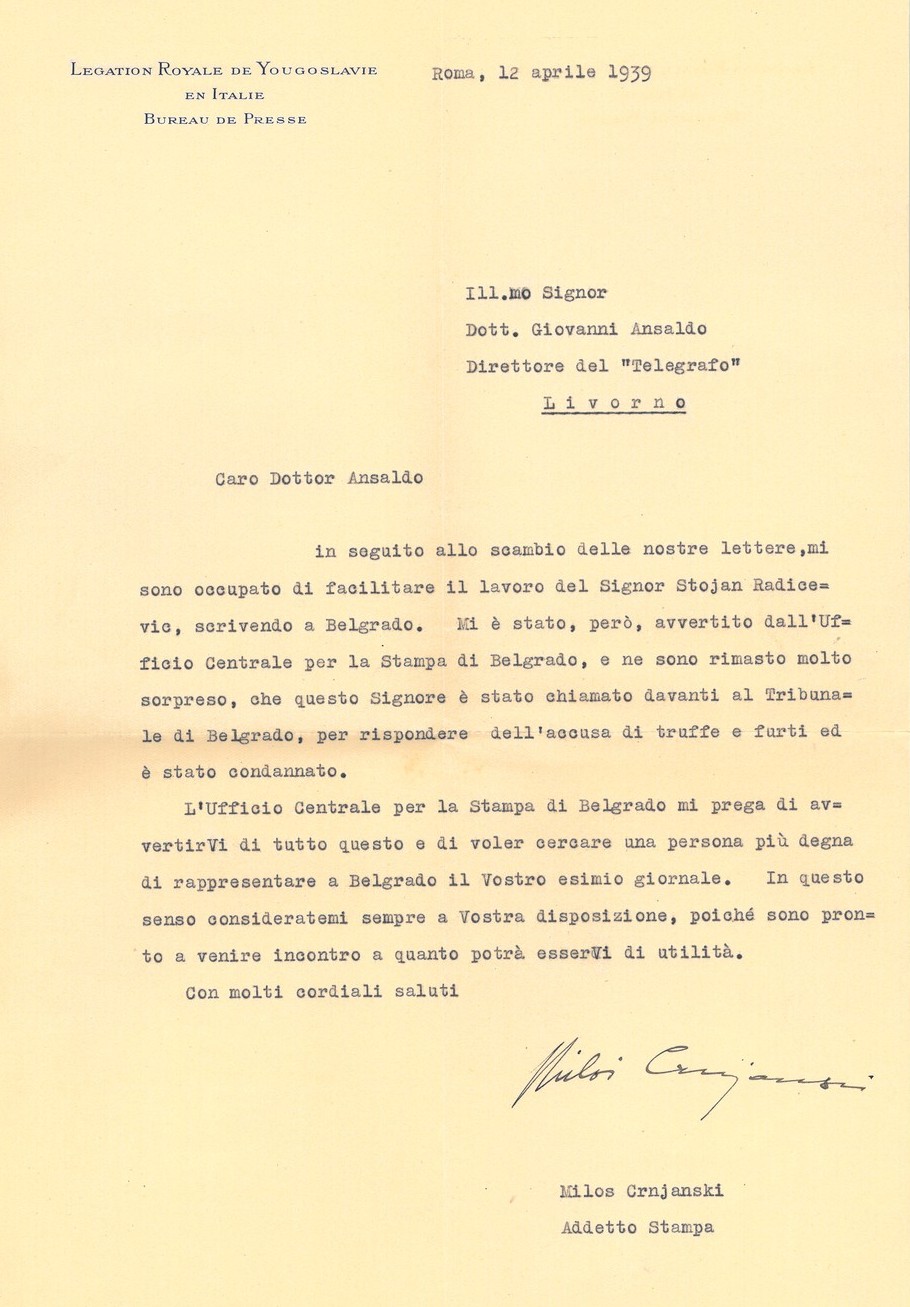 LEGATION ROYALE DE YOUGOSLAVIE
EN ITALIE
BUREAU DE PRESSE
Roma, 12 aprile 1939
Ill.mo Signor
Dott. Giovanni Ansaldo
Direttore del "Telegrafo"
L i v o r n o
Caro Dottor Ansaldo
in seguito allo scambio delle nostre lettere,mi
sono occupato di facilitare il lavoro del Signor Stojan Radice=
vic, scrivendo a Belgrado. Mi è stato, però, avvertito dall'Uf=
ficio Centrale per la Stampa di Belgrado, e ne sono rimasto molto
sorpreso, che questo Signore è stato chiamato davanti al Tribuna=
le di Belgrado, per rispondere dell'accusa di truffe e furti ed
è stato condannato.
L'Ufficio Centrale per la Stampa di Belgrado mi prega di av=
vertirVi di tutto questo e di voler cercare una persona più degna
di rappresentare a Belgrado il Vostro esimio giornale. In questo
senso consideratemi sempre a Vostra disposizione, poiché sono pron=
to a venire incontro a quanto potrà esserVi di utilità.
Con molti cordiali saluti
Milos Crnjanski
Milos Crnjanski
Addetto Stampa